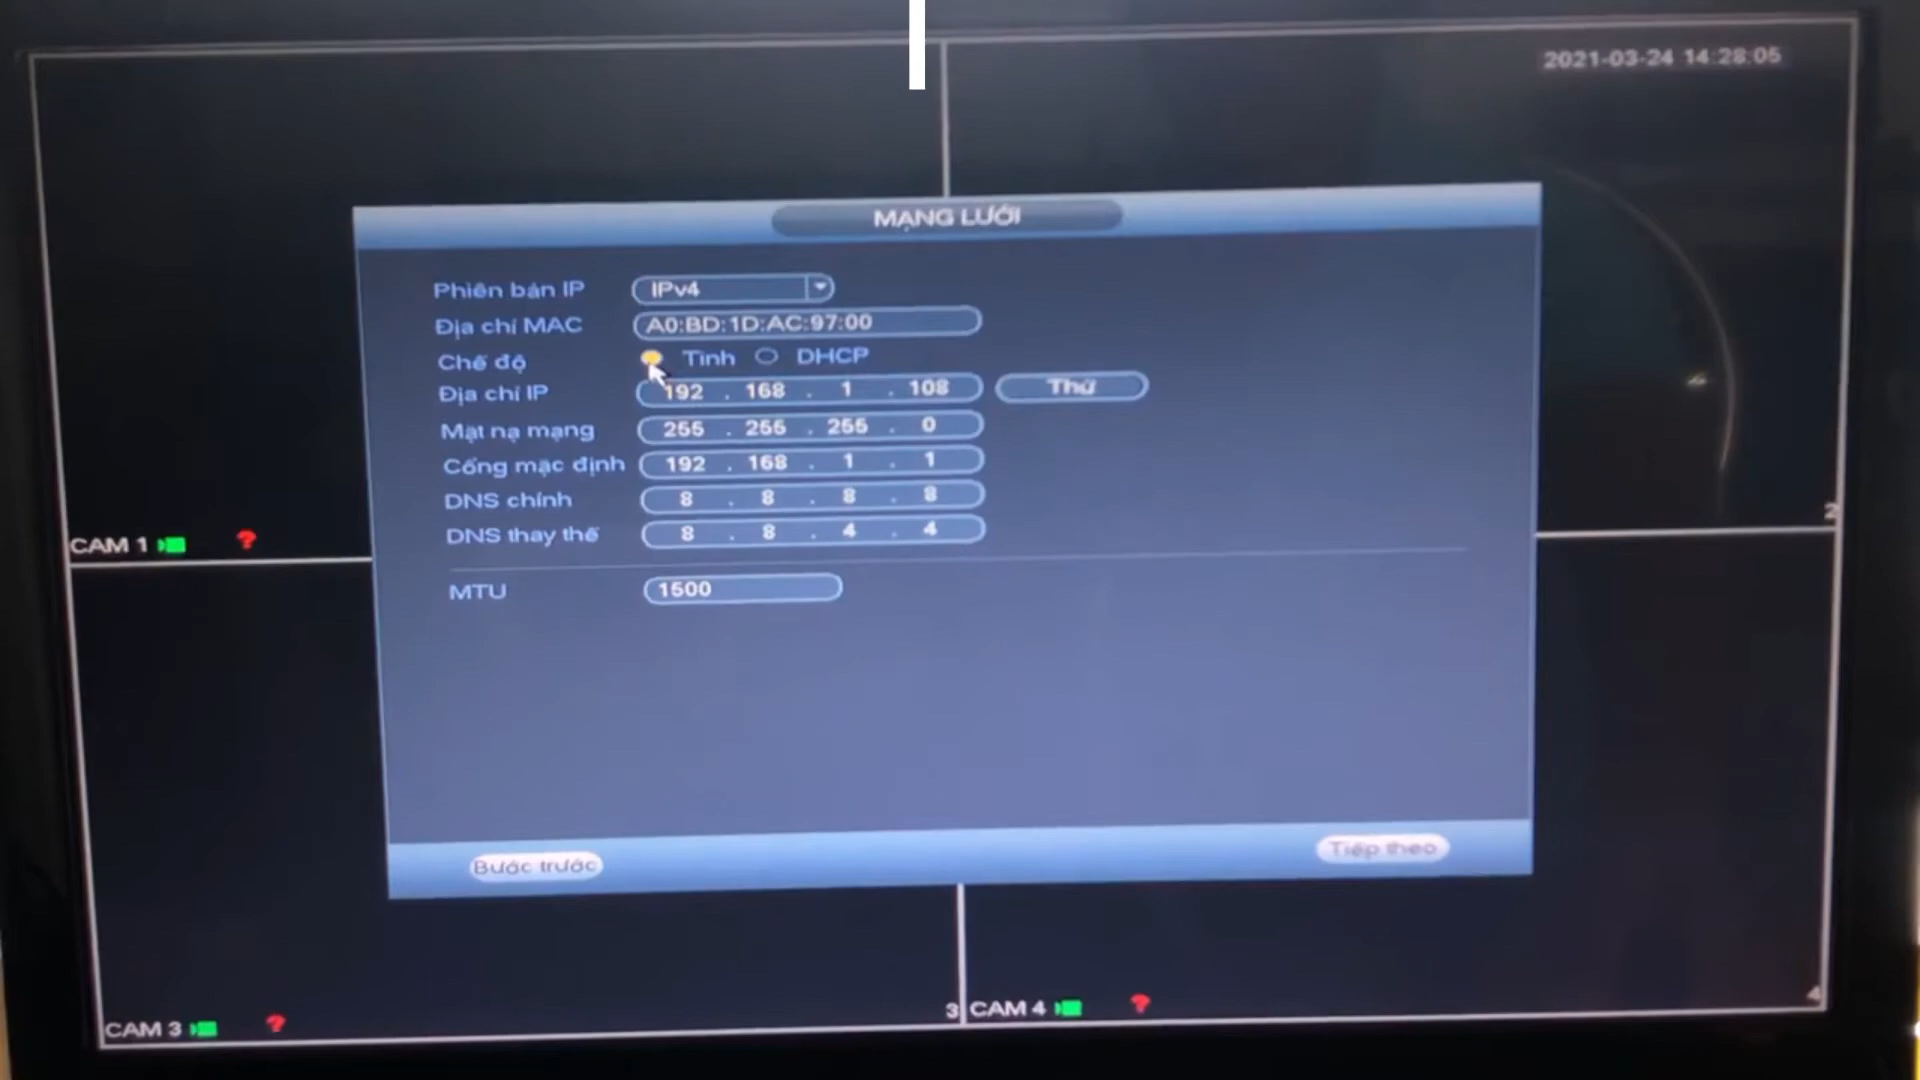 2021-03-24 14:28:05
MẠNG LƯỚI
Phiên bản IP IPv4
Địa chỉ MAC A0:BD:1D:AC:97:00
Chế độ Tĩnh DHCP
Địa chỉ IP 192 . 168 . 1 . 108 Thử
Mặt nạ mạng 255 . 255 . 255 . 0
Cổng mặc định 192 . 168 . 1 . 1
DNS chính 8 . 8 . 8 . 8
DNS thay thế 8 . 8 . 4 . 4
MTU 1500
Bước trước Tiếp theo
CAM 1 ?
2
CAM 3 ? 3
CAM 4 ? 4